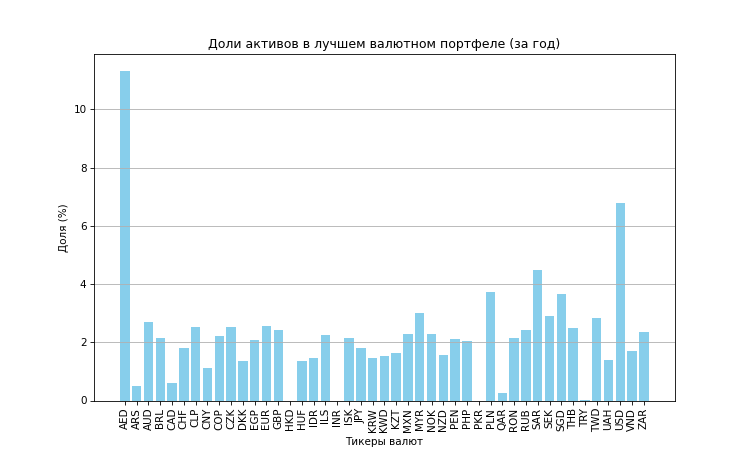 Доли активов в лучшем валютном портфеле (за год)
Доля (%)
10
8
6
4
2
0
AED ARS AUD BRL CAD CHF CLP CNY COP CZK DKK EGP EUR GBP HKD HUF IDR ILS INR ISK JPY KRW KWD KZT MXN MYR NOK NZD PEN PHP PKR PLN QAR RON RUB SAR SEK SGD THB TRY TWD UAH USD VND ZAR
Тикеры валют